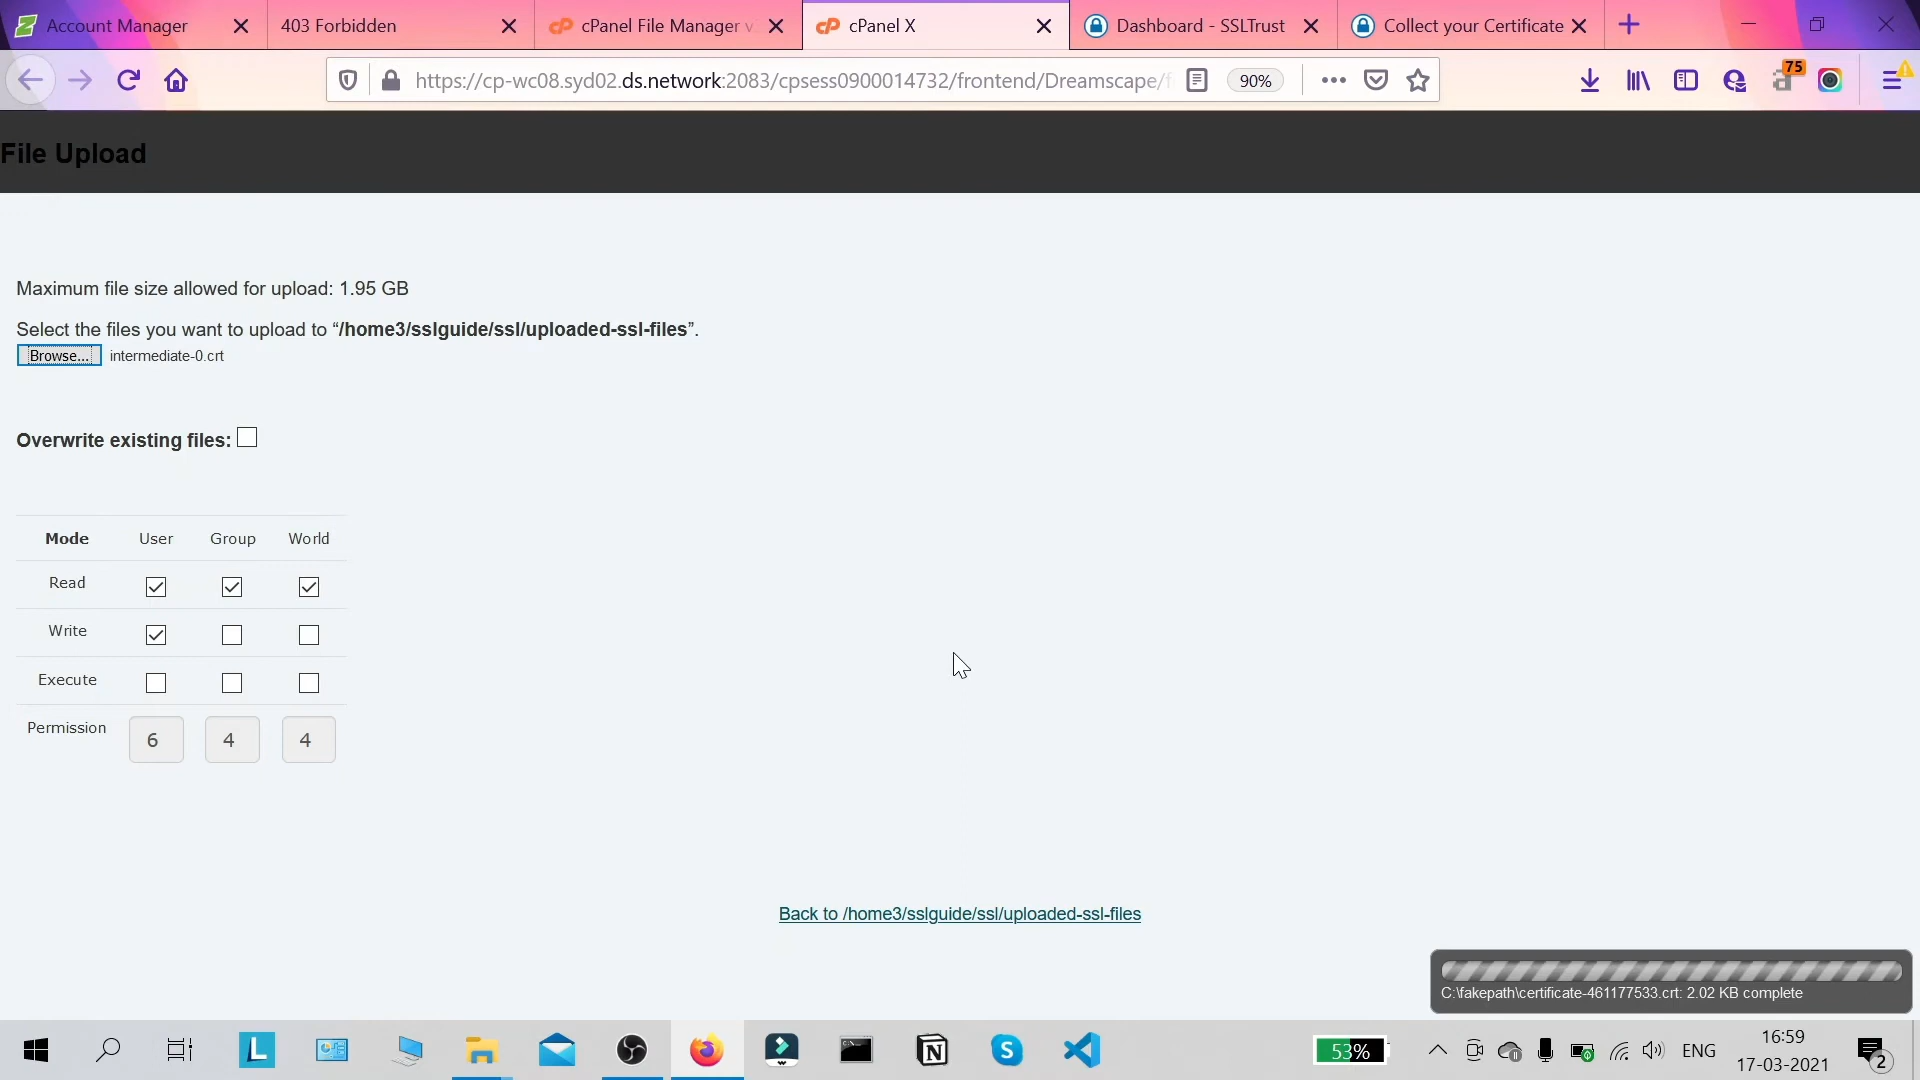 Account Manager
403 Forbidden
cPanel File Manager v
cPanel X
Dashboard - SSLTrust
Collect your Certificate
https://cp-wc08.syd02.ds.network:2083/cpsess0900014732/frontend/Dreamscape/f
90%
75
File Upload
Maximum file size allowed for upload: 1.95 GB
Select the files you want to upload to “/home3/sslguide/ssl/uploaded-ssl-files”.
Browse... intermediate-0.crt
Overwrite existing files:
Mode User Group World
Read
Write
Execute
Permission 6 4 4
Back to /home3/sslguide/ssl/uploaded-ssl-files
C:\fakepath\certificate-461177533.crt: 2.02 KB complete
53%
ENG
16:59
17-03-2021
2